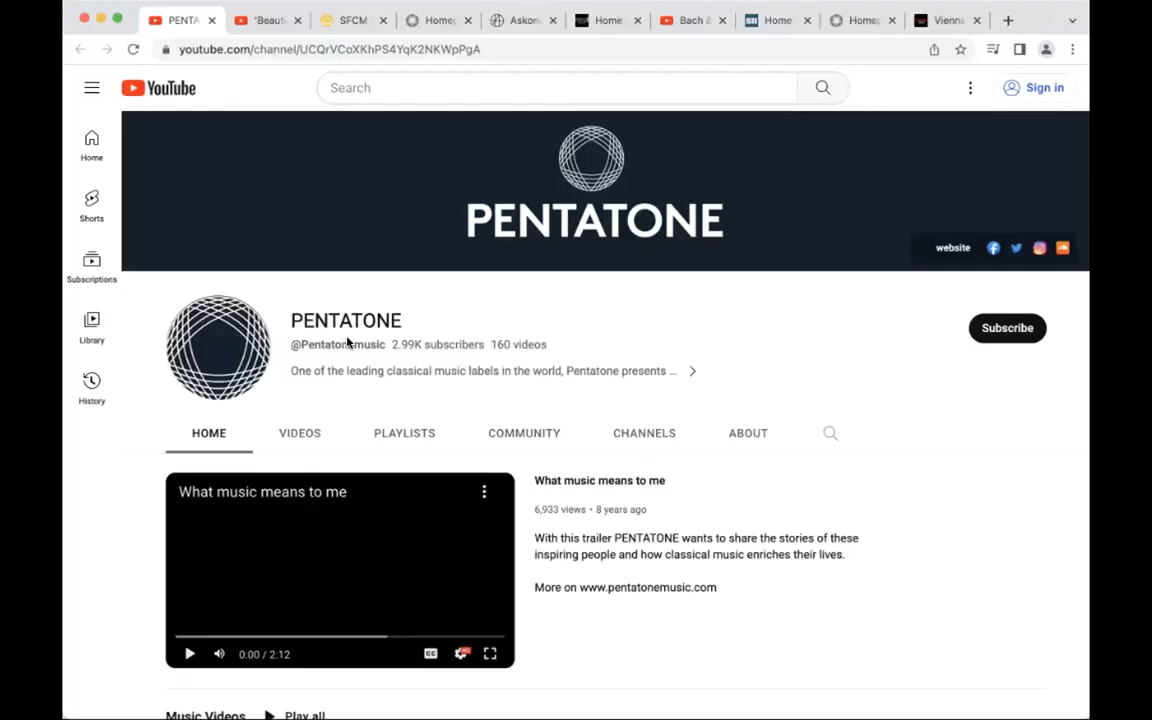 PENTA
'Beaut
SFCM
Home
Askon
Home
Bach &
Home
Home
Vienn
youtube.com/channel/UCQrVCoXKhPS4YqK2NKWpPgA
YouTube
Search
Sign in
Home
Shorts
Subscriptions
Library
History
PENTATONE
website
PENTATONE
@Pentatonemusic 2.99K subscribers 160 videos
One of the leading classical music labels in the world, Pentatone presents ...
Subscribe
HOME
VIDEOS
PLAYLISTS
COMMUNITY
CHANNELS
ABOUT
What music means to me
0:00 / 2:12
CC
HD
What music means to me
6,933 views • 8 years ago
With this trailer PENTATONE wants to share the stories of these
inspiring people and how classical music enriches their lives.
More on www.pentatonemusic.com
Music Videos
Play all